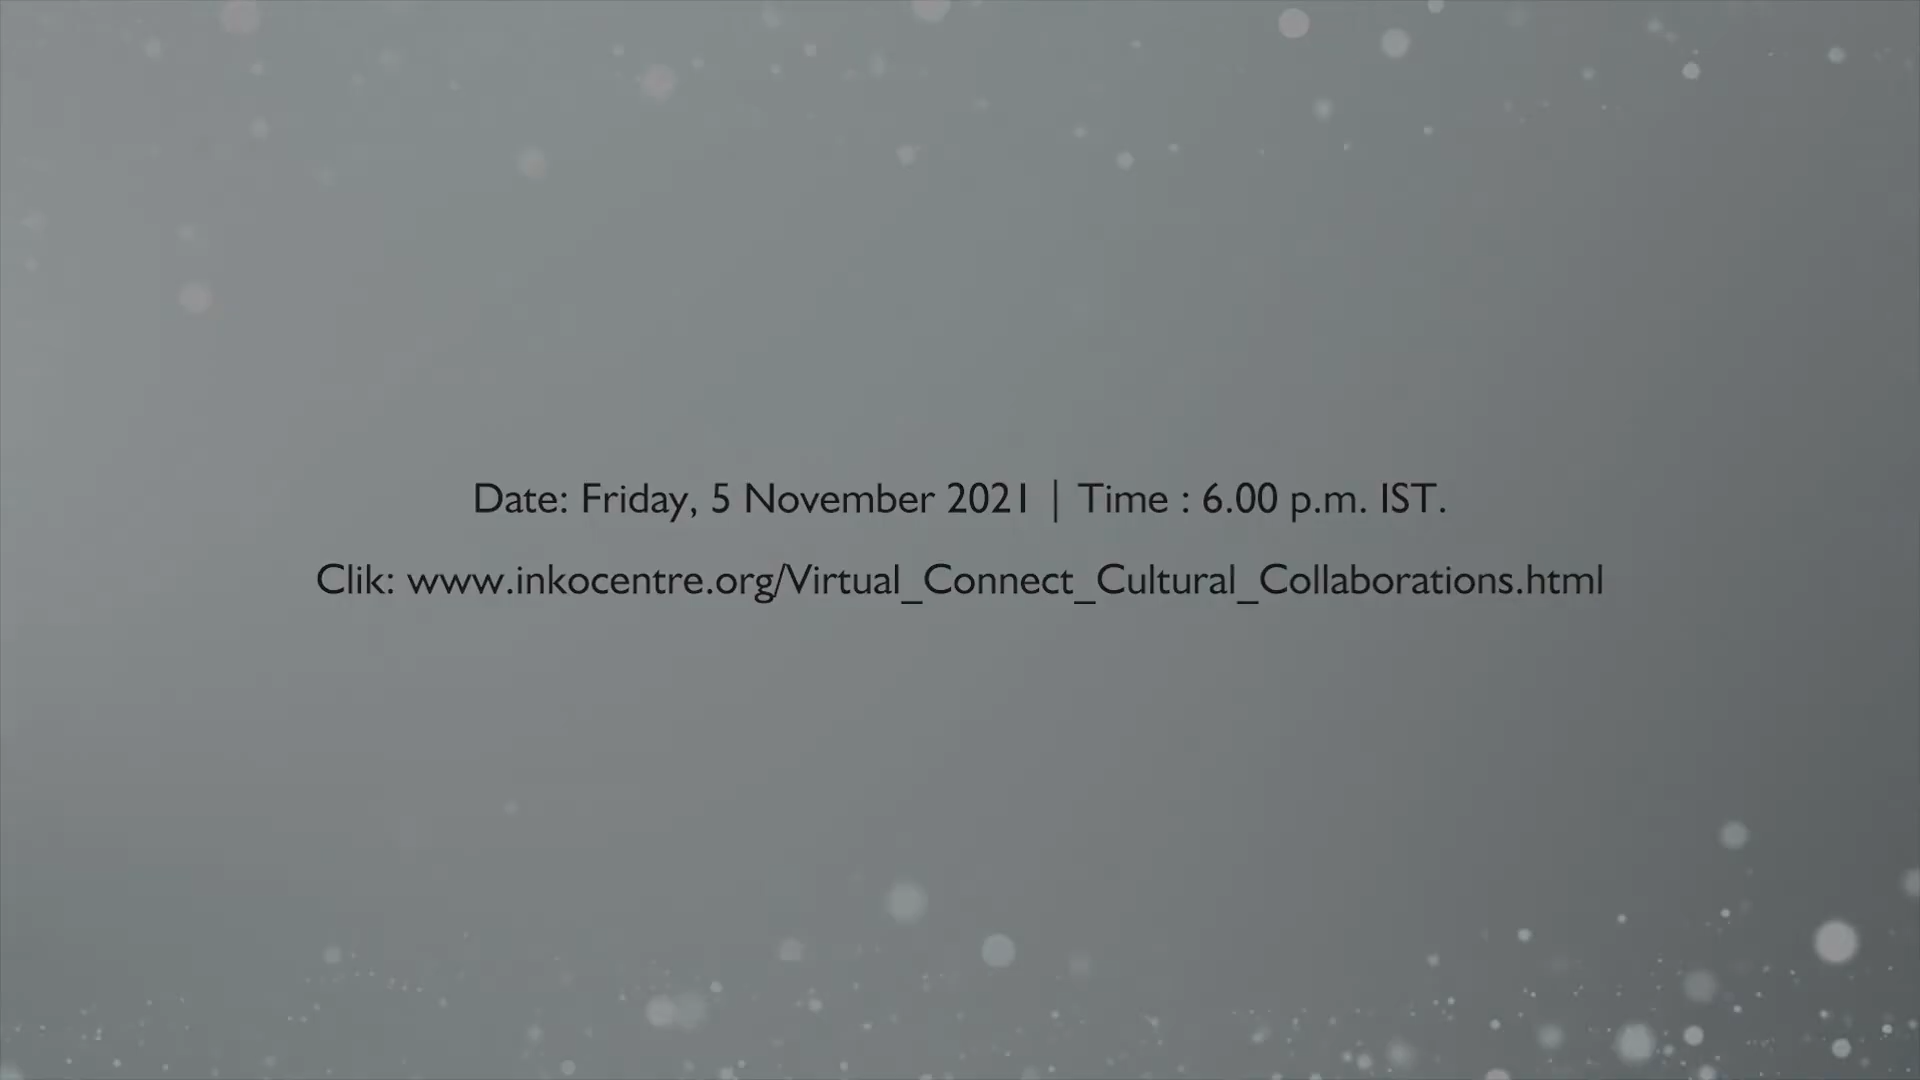 Date: Friday, 5 November 2021 | Time : 6.00 p.m. IST.
Clik: www.inkocentre.org/Virtual_Connect_Cultural_Collaborations.html